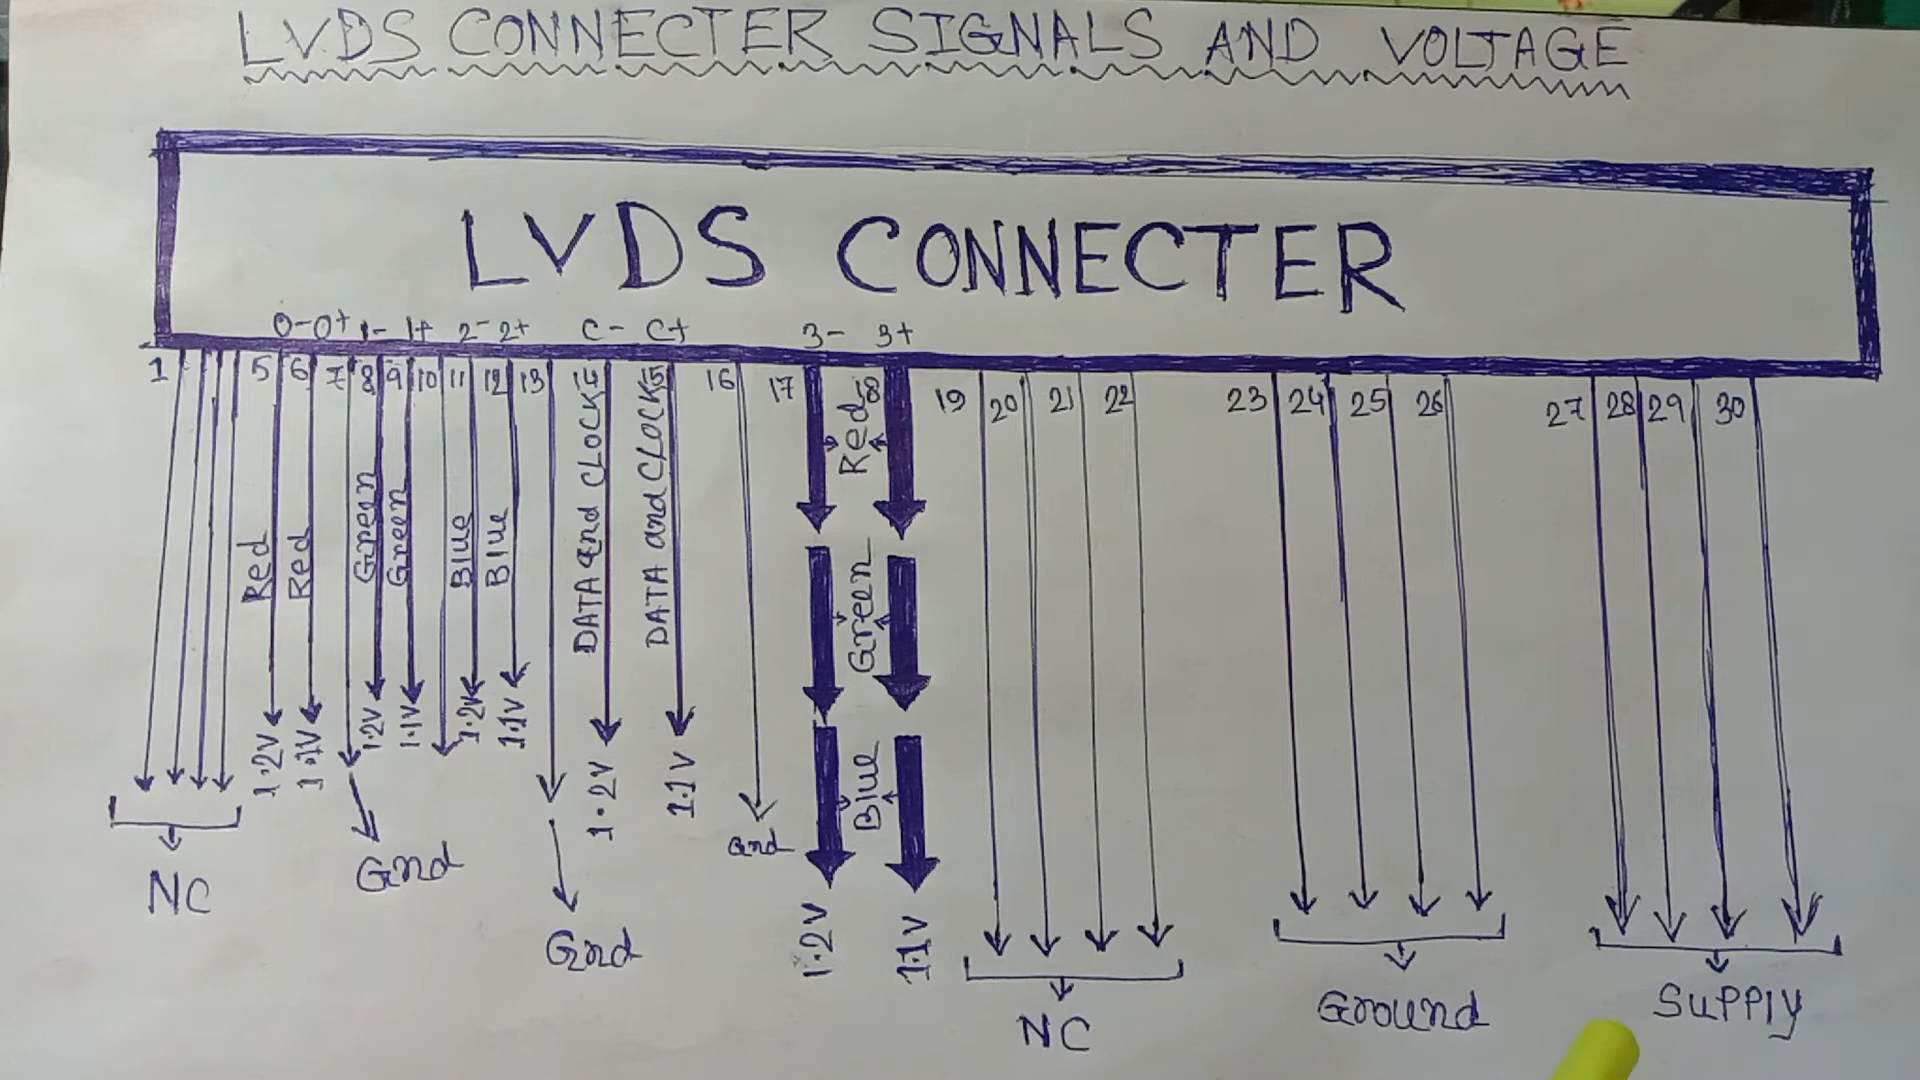 LVDS CONNECTER SIGNALS AND VOLTAGE
LVDS CONNECTER
0- 0+ 1- 1+ 2- 2+ C- C+ 3- 3+
1 5 6 7 8 9 10 11 12 13 14 15 16 17 18 19 20 21 22 23 24 25 26 27 28 29 30
Red Red Green Green Blue Blue DATA and CLOCK DATA and CLOCK Red
Green
Blue
1.2V 1.1V 1.2V 1.1V 1.2V 1.1V 1.2V 1.1V
Gnd
NC Gnd
Gnd 1.2V 1.1V
NC Ground SUPPLY